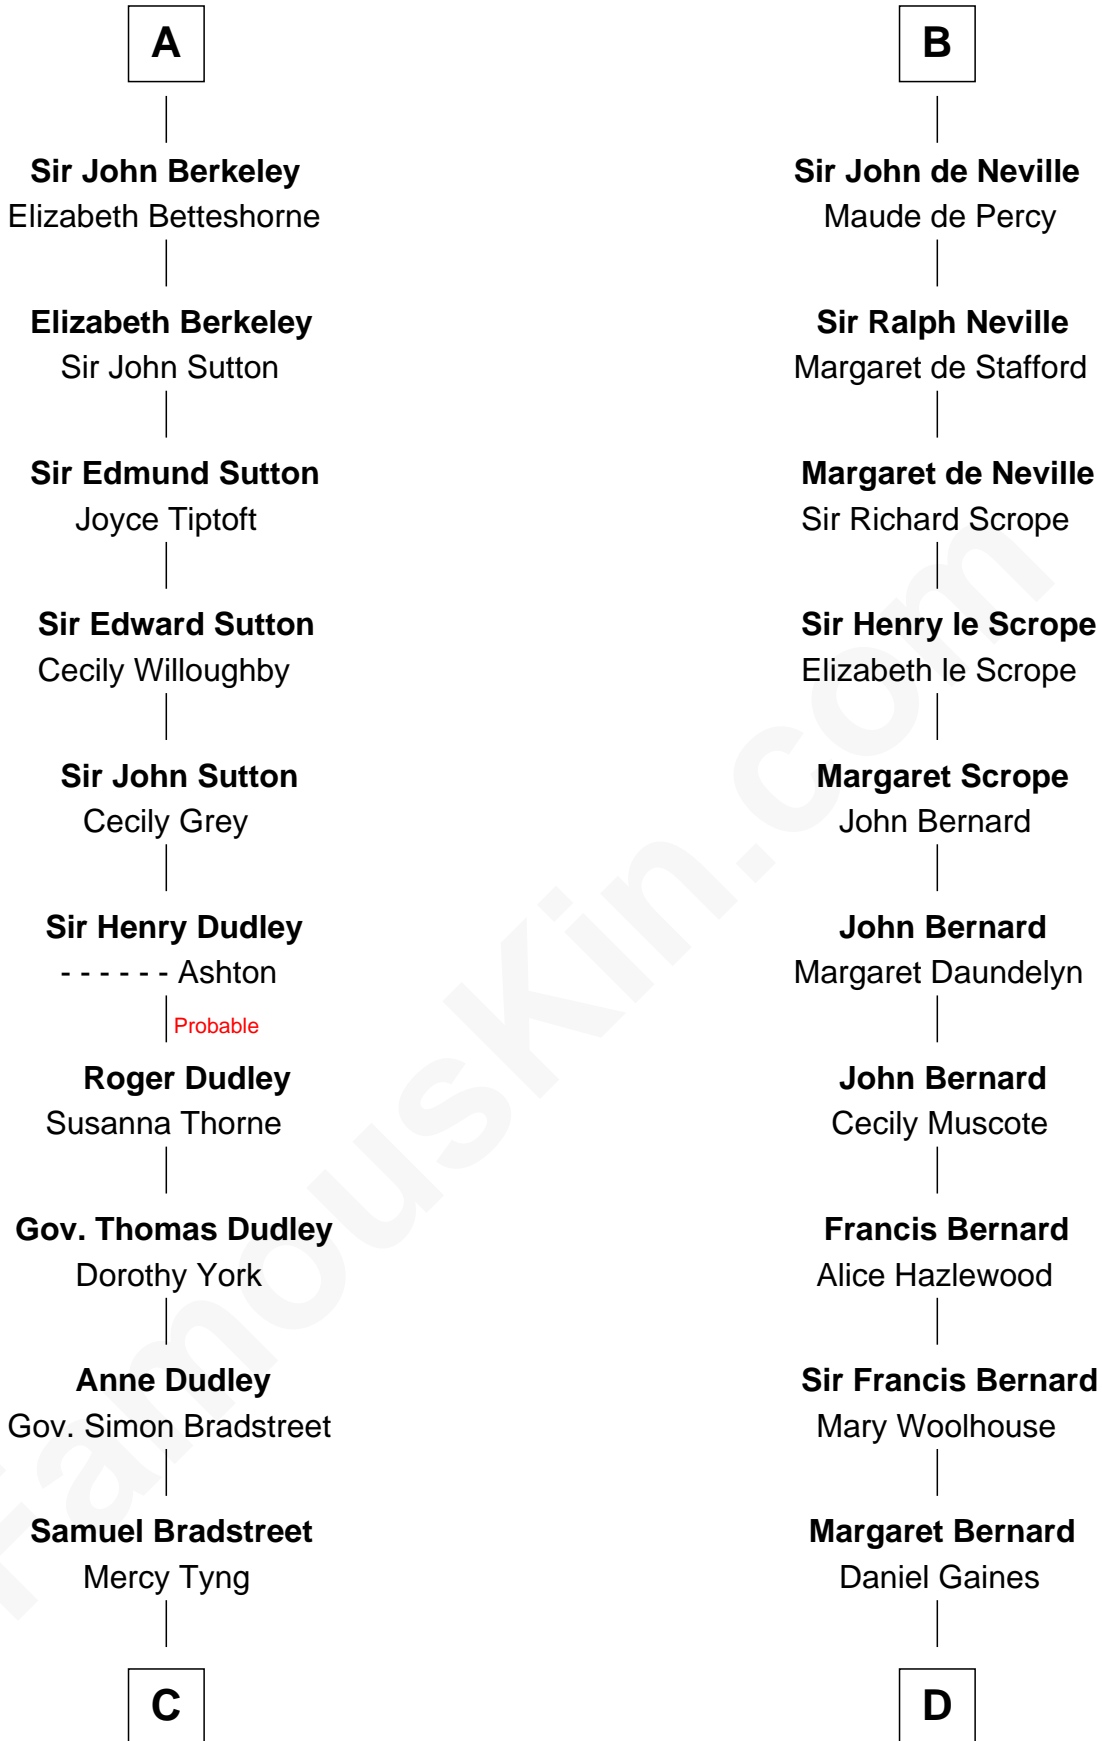 A
Sir John Berkeley
Elizabeth Betteshorne
Elizabeth Berkeley
Sir John Sutton
Sir Edmund Sutton
Joyce Tiptoft
Sir Edward Sutton
Cecily Willoughby
Sir John Sutton
Cecily Grey
Sir Henry Dudley
- - - - - - Ashton
Probable
Roger Dudley
Susanna Thorne
Gov. Thomas Dudley
Dorothy York
Anne Dudley
Gov. Simon Bradstreet
Samuel Bradstreet
Mercy Tyng
C
B
Sir John de Neville
Maude de Percy
Sir Ralph Neville
Margaret de Stafford
Margaret de Neville
Sir Richard Scrope
Sir Henry le Scrope
Elizabeth le Scrope
Margaret Scrope
John Bernard
John Bernard
Margaret Daundelyn
John Bernard
Cecily Muscote
Francis Bernard
Alice Hazlewood
Sir Francis Bernard
Mary Woolhouse
Margaret Bernard
Daniel Gaines
D
FamousKin.com